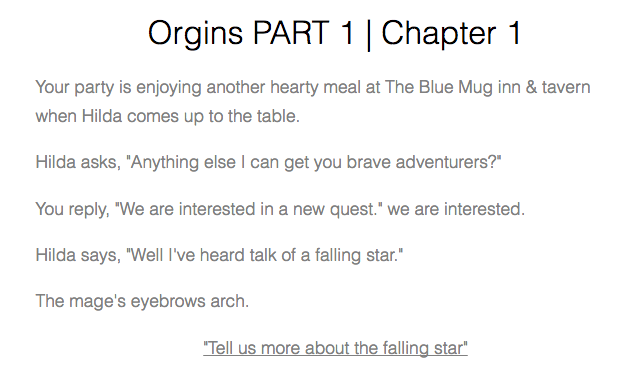 Orgins PART 1 | Chapter 1
Your party is enjoying another hearty meal at The Blue Mug inn & tavern
when Hilda comes up to the table.
Hilda asks, "Anything else I can get you brave adventurers?"
You reply, "We are interested in a new quest." we are interested.
Hilda says, "Well I've heard talk of a falling star."
The mage's eyebrows arch.
"Tell us more about the falling star"